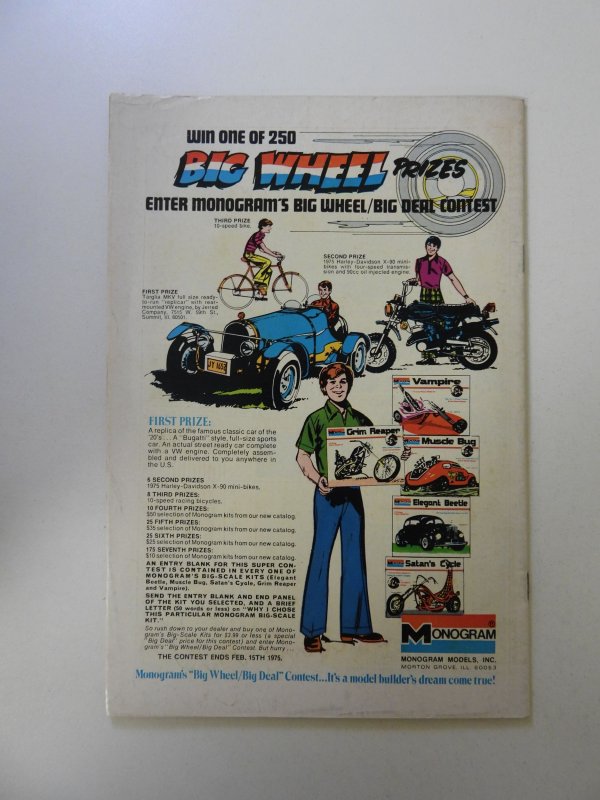 WIN ONE OF 250
BIG WHEEL PRIZES
ENTER MONOGRAM'S BIG WHEEL/BIG DEAL CONTEST
THIRD PRIZE
10-speed bike.
SECOND PRIZE
1975 Harley-Davidson X-90 mini-
bikes with four-speed transmis-
sion and 90cc oil injected engine.
FIRST PRIZE
Targlia MKV full size ready-
to-run "replicar" with rear-
mounted VW engine, by Jerred
Company, 7515 W. 59th St.,
Summit, Ill. 60501.
FIRST PRIZE:
A replica of the famous classic car of the
'20's . . . A "Bugatti" style, full-size sports
car. An actual street ready car complete
with a VW engine. Completely assem-
bled and delivered to you anywhere in
the U.S.
6 SECOND PRIZES
1975 Harley-Davidson X-90 mini-bikes.
8 THIRD PRIZES:
10-speed racing bicycles.
10 FOURTH PRIZES:
$50 selection of Monogram kits from our new catalog.
25 FIFTH PRIZES:
$35 selection of Monogram kits from our new catalog.
25 SIXTH PRIZES:
$25 selection of Monogram kits from our new catalog.
175 SEVENTH PRIZES:
$10 selection of Monogram kits from our new catalog.
AN ENTRY BLANK FOR THIS SUPER CON-
TEST IS CONTAINED IN EVERY ONE OF
MONOGRAM'S BIG-SCALE KITS (Elegant
Beetle, Muscle Bug, Satan's Cycle, Grim Reaper
and Vampire).
SEND THE ENTRY BLANK AND END PANEL
OF THE KIT YOU SELECTED, AND A BRIEF
LETTER (50 words or less) on "WHY I CHOSE
THIS PARTICULAR MONOGRAM BIG-SCALE
KIT."
So rush down to your dealer and buy one of Mono-
gram's Big-Scale Kits for $3.99 or less (a special
"Big Deal" price for this contest) and enter Mono-
gram's "Big Wheel/Big Deal" Contest. But hurry . . .
THE CONTEST ENDS FEB. 15TH 1975.
Vampire
Grim Reaper
Muscle Bug
Elegant Beetle
Satan's Cycle
MONOGRAM®
MONOGRAM MODELS, INC.
MORTON GROVE, ILL. 60053
Monogram's "Big Wheel/Big Deal" Contest...It's a model builder's dream come true!